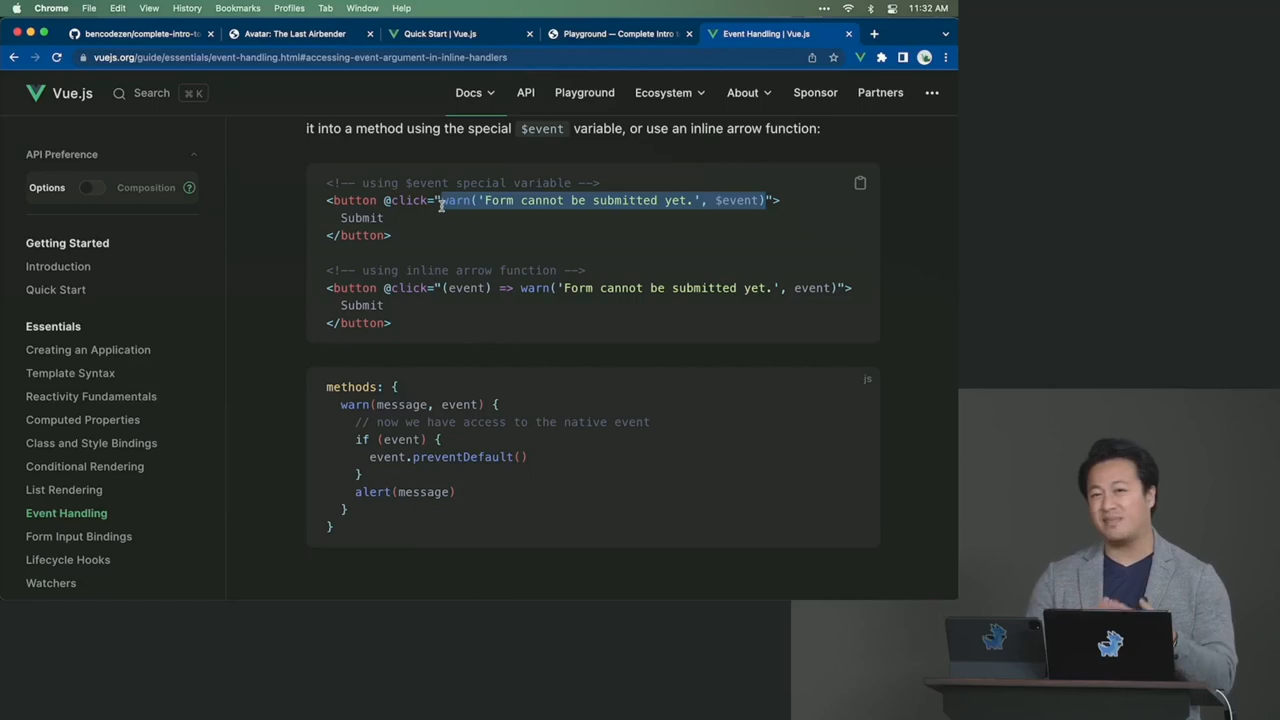 Chrome File Edit View History Bookmarks Profiles Tab Window Help 11:32 AM
bencodezen/complete-intro-to
Avatar: The Last Airbender
Quick Start | Vue.js
Playground — Complete Intro t
Event Handling | Vue.js
vuejs.org/guide/essentials/event-handling.html#accessing-event-argument-in-inline-handlers
Vue.js Search ⌘ K Docs API Playground Ecosystem About Sponsor Partners
API Preference
Options Composition ?
Getting Started
Introduction
Quick Start
Essentials
Creating an Application
Template Syntax
Reactivity Fundamentals
Computed Properties
Class and Style Bindings
Conditional Rendering
List Rendering
Event Handling
Form Input Bindings
Lifecycle Hooks
Watchers
it into a method using the special $event variable, or use an inline arrow function:
<!-- using $event special variable -->
<button @click="warn('Form cannot be submitted yet.', $event)">
Submit
</button>
<!-- using inline arrow function -->
<button @click="(event) => warn('Form cannot be submitted yet.', event)">
Submit
</button>
js
methods: {
warn(message, event) {
// now we have access to the native event
if (event) {
event.preventDefault()
}
alert(message)
}
}